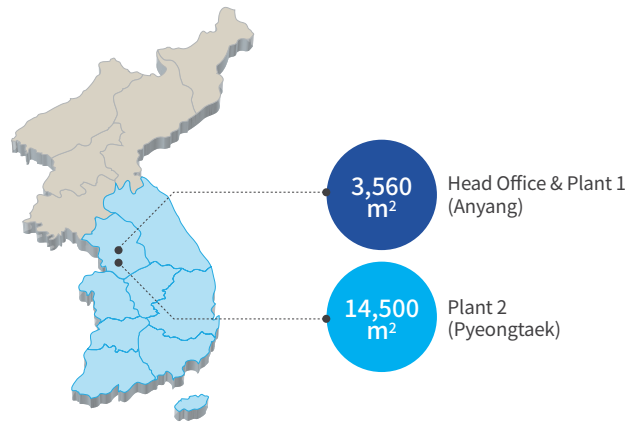 3,560
m²
Head Office & Plant 1
(Anyang)
14,500
m²
Plant 2
(Pyeongtaek)